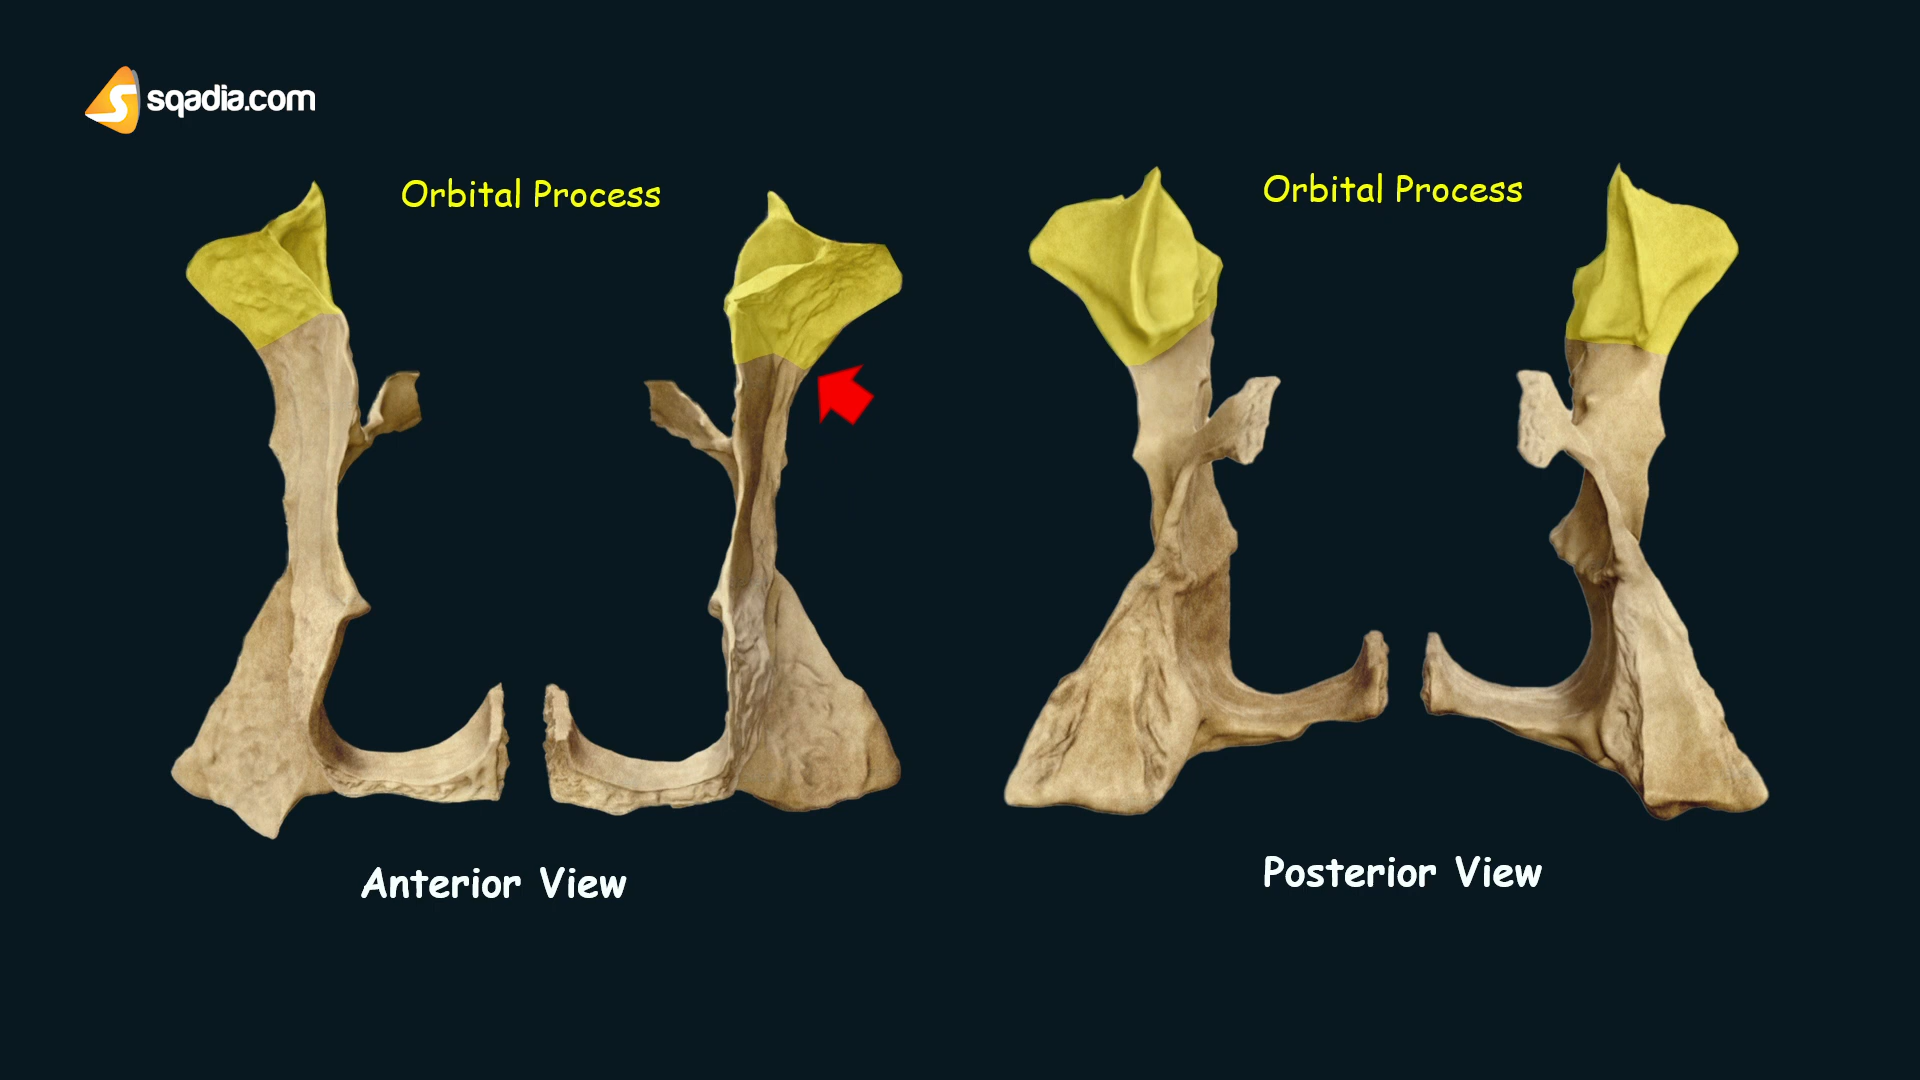 sqadia.com
Orbital Process
Orbital Process
Anterior View
Posterior View